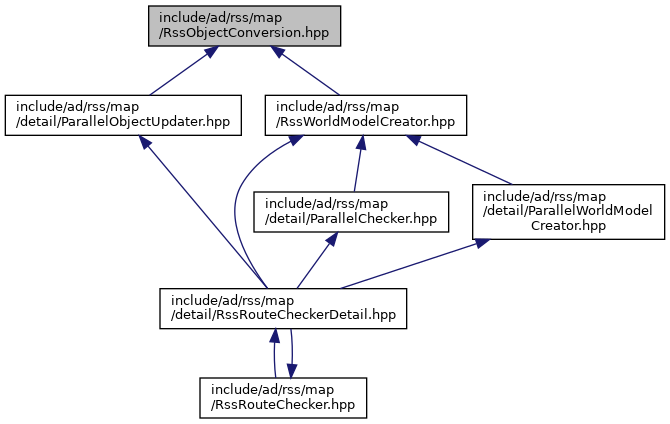 include/ad/rss/map
/RssObjectConversion.hpp
include/ad/rss/map
/detail/ParallelObjectUpdater.hpp
include/ad/rss/map
/RssWorldModelCreator.hpp
include/ad/rss/map
/detail/ParallelChecker.hpp
include/ad/rss/map
/detail/ParallelWorldModel
Creator.hpp
include/ad/rss/map
/detail/RssRouteCheckerDetail.hpp
include/ad/rss/map
/RssRouteChecker.hpp